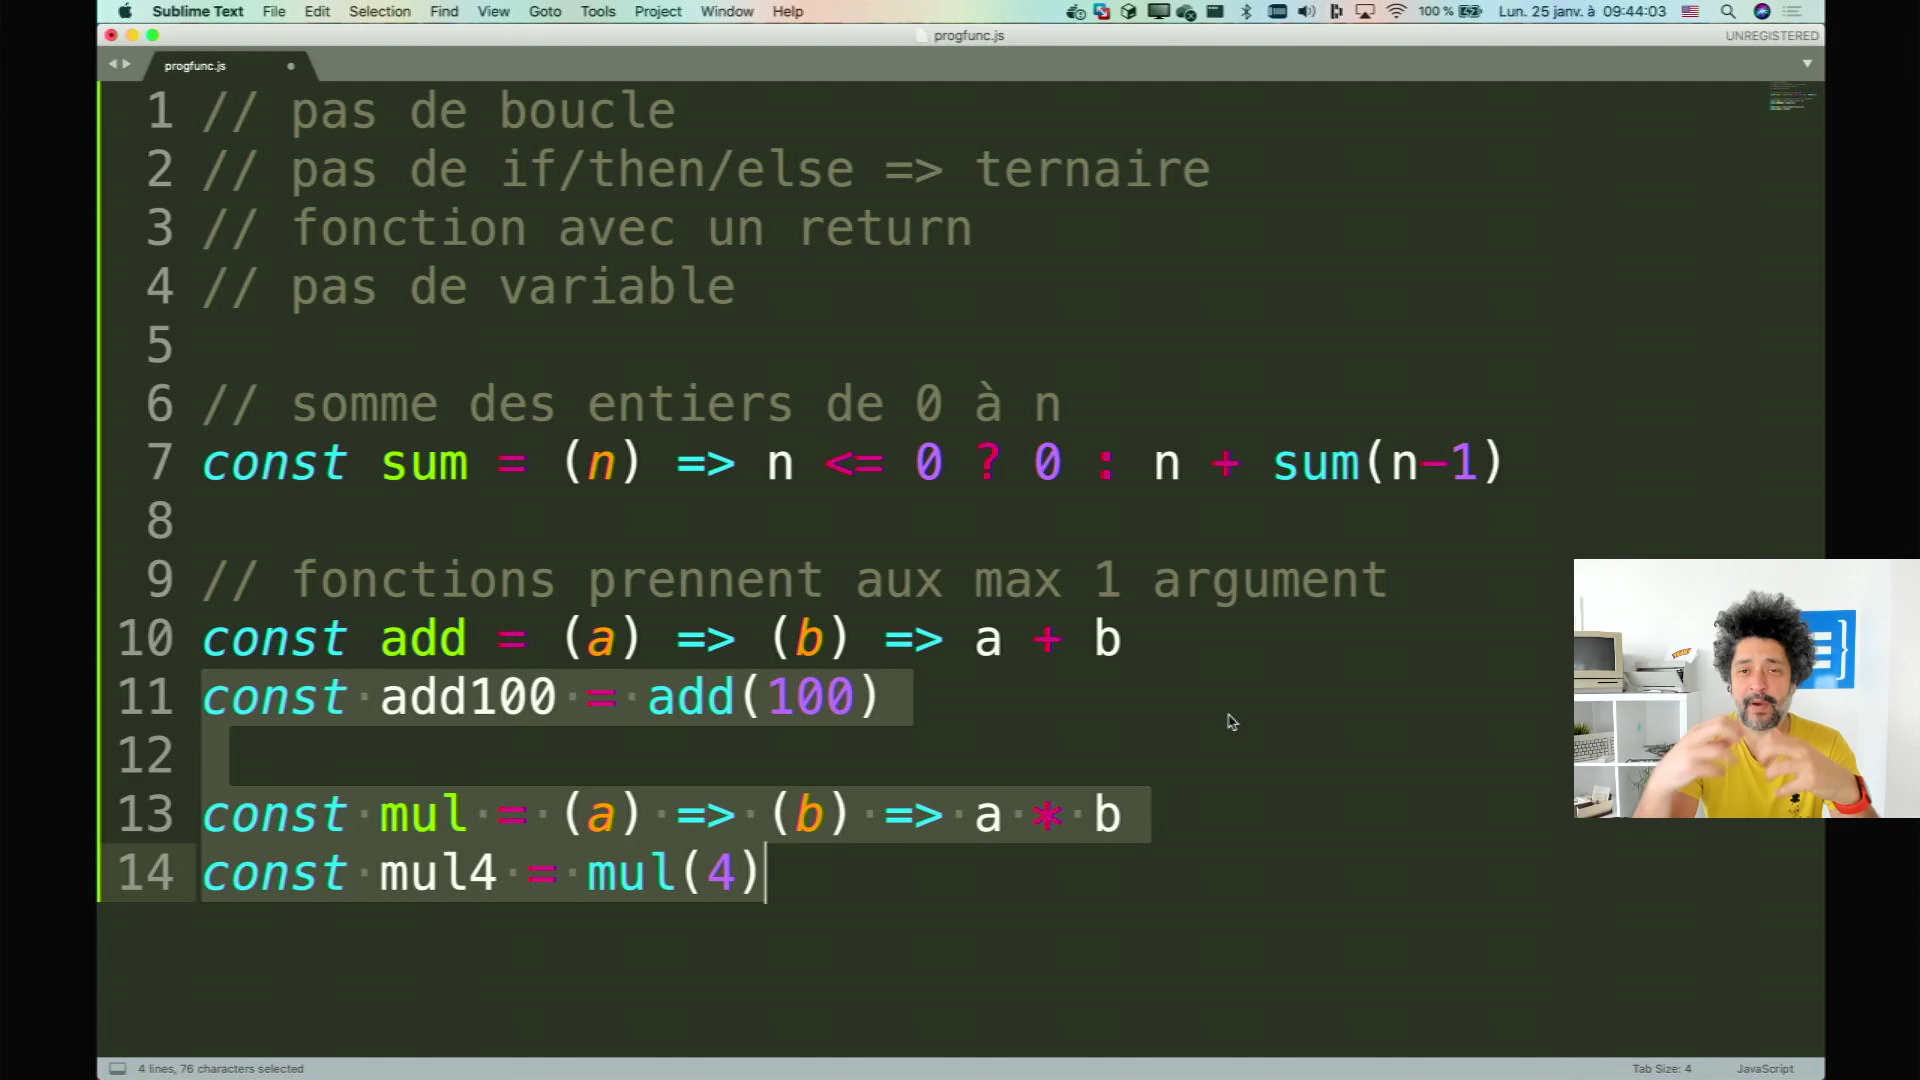 Sublime Text File Edit Selection Find View Goto Tools Project Window Help 100 % Lun. 25 janv. à 09:44:03
progfunc.js UNREGISTERED
progfunc.js
1 // pas de boucle
2 // pas de if/then/else => ternaire
3 // fonction avec un return
4 // pas de variable
5
6 // somme des entiers de 0 à n
7 const sum = (n) => n <= 0 ? 0 : n + sum(n-1)
8
9 // fonctions prennent aux max 1 argument
10 const add = (a) => (b) => a + b
11 const add100 = add(100)
12
13 const mul = (a) => (b) => a * b
14 const mul4 = mul(4)
4 lines, 76 characters selected Tab Size: 4 JavaScript